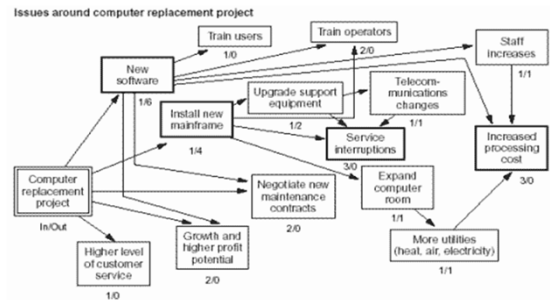 Issues around computer replacement project
Train users
1/0
Train operators
2/0
Staff
increases
1/1
New
software
1/6
Upgrade support
equipment
1/2
Telecom-
munications
changes
1/1
Install new
mainframe
1/4
Service
interruptions
3/0
Increased
processing
cost
3/0
Computer
replacement
project
In/Out
Negotiate new
maintenance
contracts
2/0
Expand
computer
room
1/1
Higher level
of customer
service
1/0
Growth and
higher profit
potential
2/0
More utilities
(heat, air, electricity)
1/1